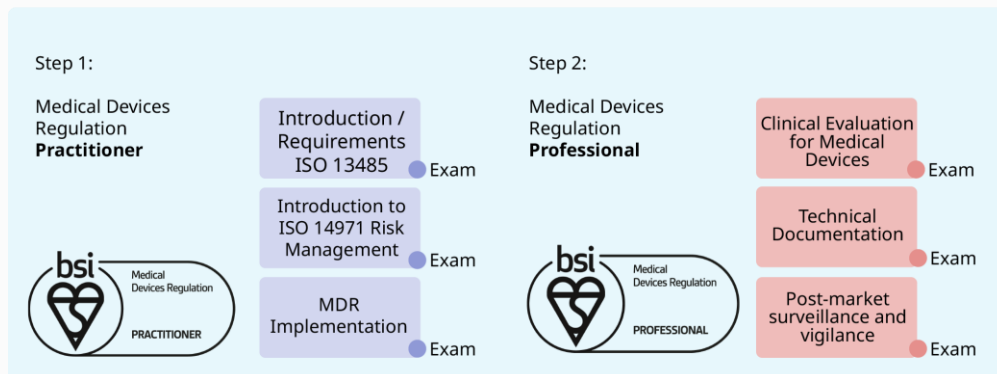 Step 1:
Medical Devices
Regulation
Practitioner
Introduction /
Requirements
ISO 13485
Exam
Introduction to
ISO 14971 Risk
Management
Exam
MDR
Implementation
Exam
bsi
Medical
Devices Regulation
PRACTITIONER
Step 2:
Medical Devices
Regulation
Professional
Clinical Evaluation
for Medical
Devices
Exam
Technical
Documentation
Exam
Post-market
surveillance and
vigilance
Exam
bsi
Medical
Devices Regulation
PROFESSIONAL